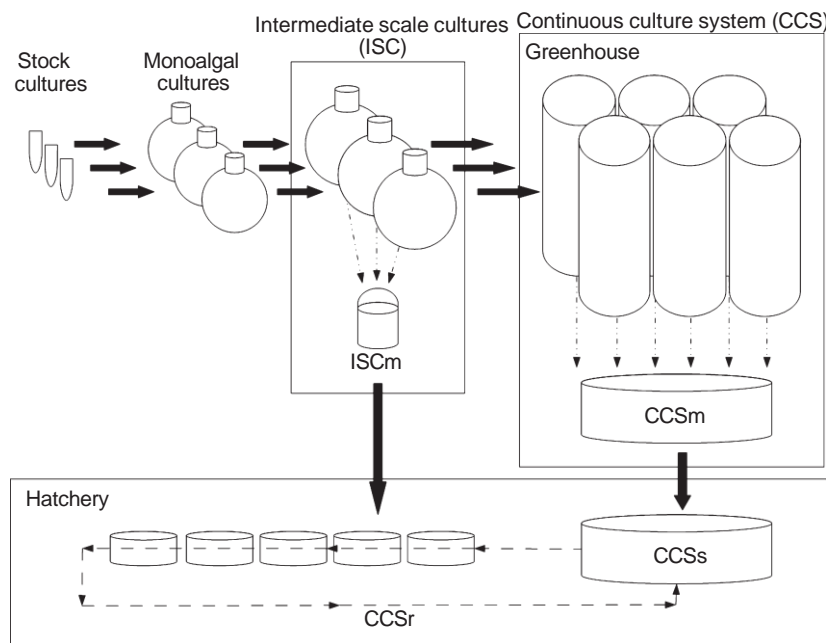 Intermediate scale cultures
(ISC)
Continuous culture system (CCS)
Greenhouse
Stock
cultures
Monoalgal
cultures
ISCm
CCSm
Hatchery
CCSs
CCSr